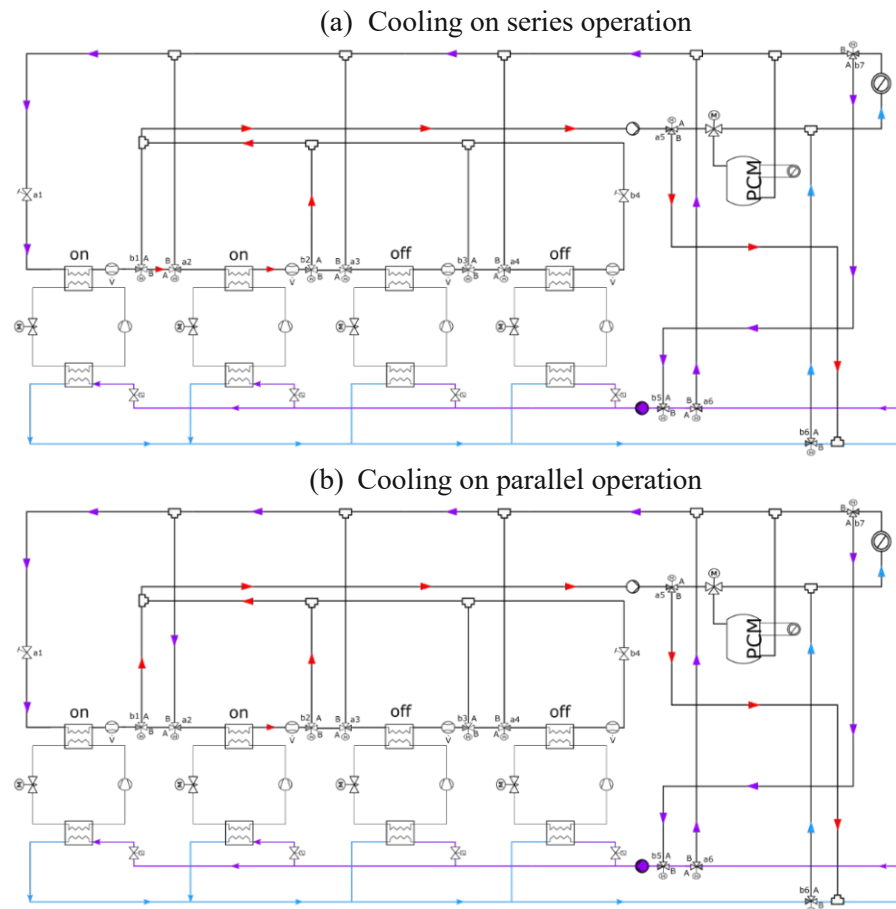 (a) Cooling on series operation
B
A b7
A
a5 B
M
PCM
a1
b4
on on off off
b1 A B a2
b2 A B a3
b3 A B a4
B A
B A
B A
V V V
M M M M
b5 A B a6
B A
b6 A
B
(b) Cooling on parallel operation
B
A b7
A
a5 B
M
PCM
a1
b4
on on off off
b1 A B a2
b2 A B a3
b3 A B a4
B A
B A
B A
V V V
M M M M
b5 A B a6
B A
b6 A
B